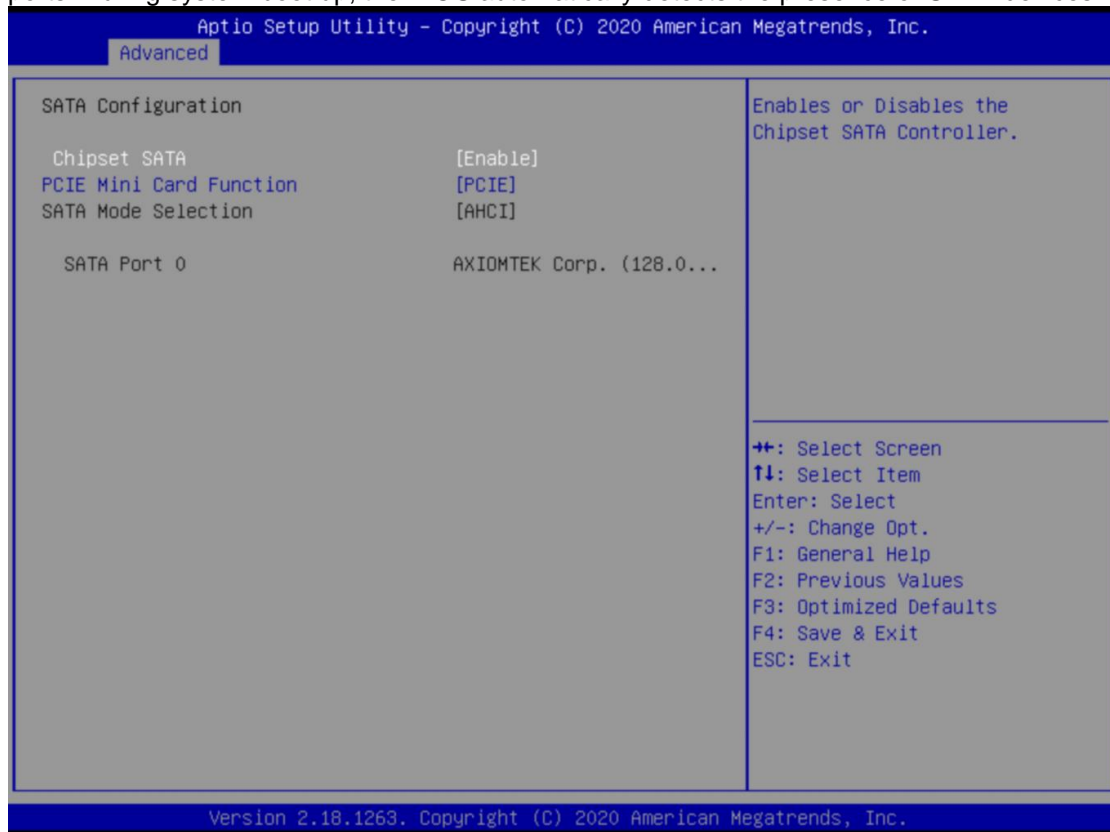 Aptio Setup Utility – Copyright (C) 2020 American Megatrends, Inc.
Advanced
SATA Configuration
Chipset SATA [Enable]
PCIE Mini Card Function [PCIE]
SATA Mode Selection [AHCI]
SATA Port 0 AXIOMTEK Corp. (128.0...
Enables or Disables the
Chipset SATA Controller.
→←: Select Screen
↑↓: Select Item
Enter: Select
+/-: Change Opt.
F1: General Help
F2: Previous Values
F3: Optimized Defaults
F4: Save & Exit
ESC: Exit
Version 2.18.1263. Copyright (C) 2020 American Megatrends, Inc.